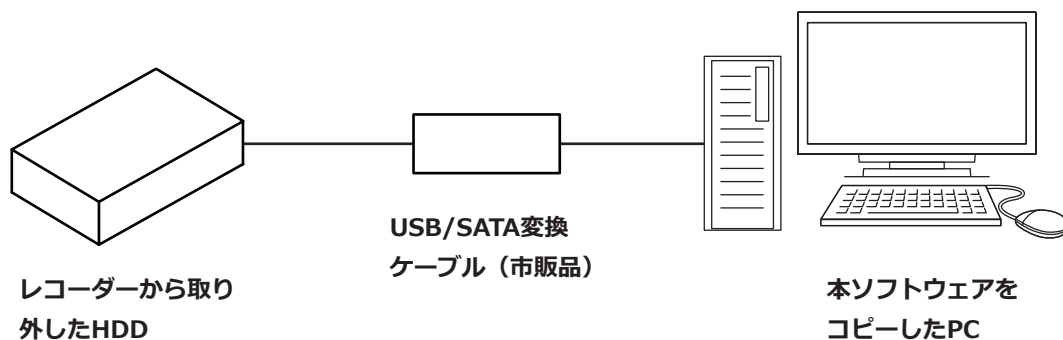 USB/SATA変換
ケーブル（市販品）
レコーダーから取り
外したHDD
本ソフトウェアを
コピーしたPC